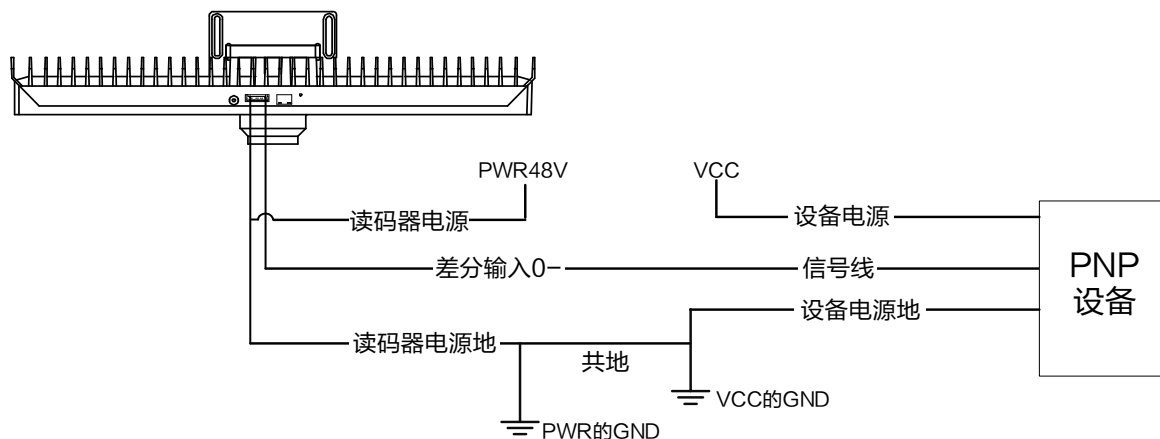 PWR48V
VCC
读码器电源
设备电源
差分输入0-
信号线
PNP
设备
设备电源地
读码器电源地
共地
VCC的GND
PWR的GND